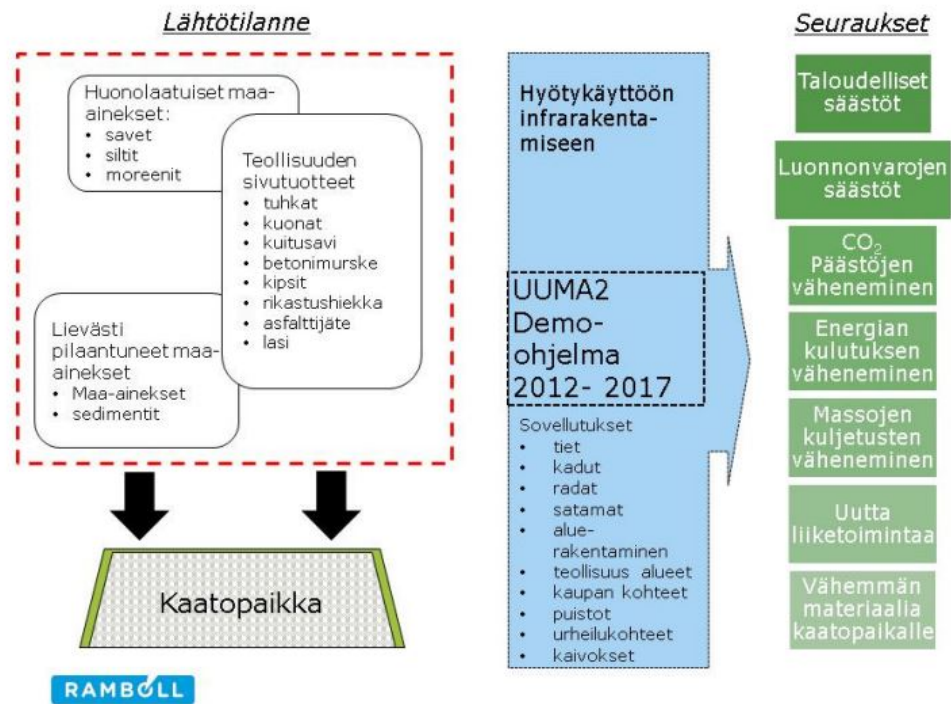 Lähtötilanne
Huonolaatuiset maa-
ainekset:
• savet
• siltit
• moreenit
Teollisuuden
sivutuotteet
• tuhkat
• kuonat
• kuitusavi
• betonimurske
• kipsit
• rikastushiekka
• asfalttijäte
• lasi
Lievästi
pilaantuneet maa-
ainekset
• Maa-ainekset
• sedimentit
Kaatopaikka
RAMBOLL
Hyötykäyttöön
infrarakenta-
miseen
UUMA2
Demo-
ohjelma
2012- 2017
Sovellutukset
• tiet
• kadut
• radat
• satamat
• alue-
rakentaminen
• teollisuus alueet
• kaupan kohteet
• puistot
• urheilukohteet
• kaivokset
Seuraukset
Taloudelliset
säästöt
Luonnonvarojen
säästöt
CO₂
Päästöjen
väheneminen
Energian
kulutuksen
väheneminen
Massojen
kuljetusten
väheneminen
Uutta
liiketoimintaa
Vähemmän
materiaalia
kaatopaikalle